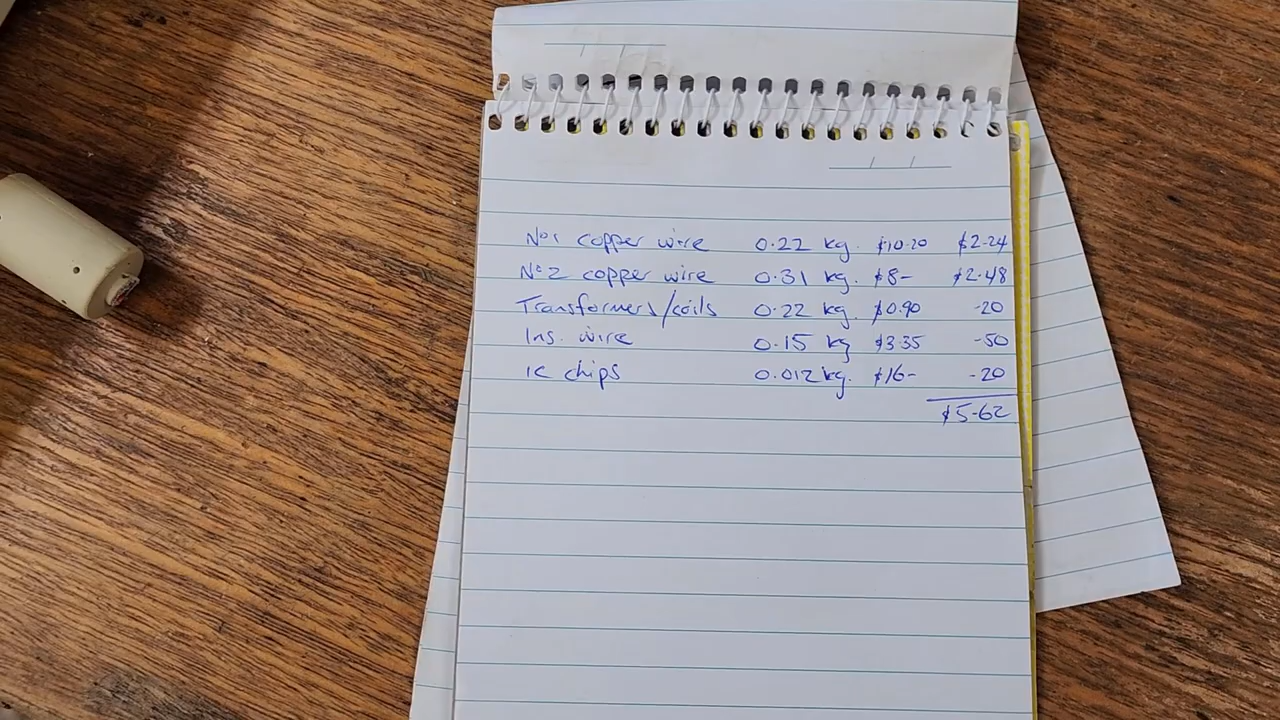 No1 copper wire 0.22 kg. $10.20 $2.24
No2 copper wire 0.31 kg. $8- $2.48
Transformers/coils 0.22 kg. $0.90 -20
Ins. wire 0.15 kg $3.35 -50
IC chips 0.012 kg. $16- -20
$5-62